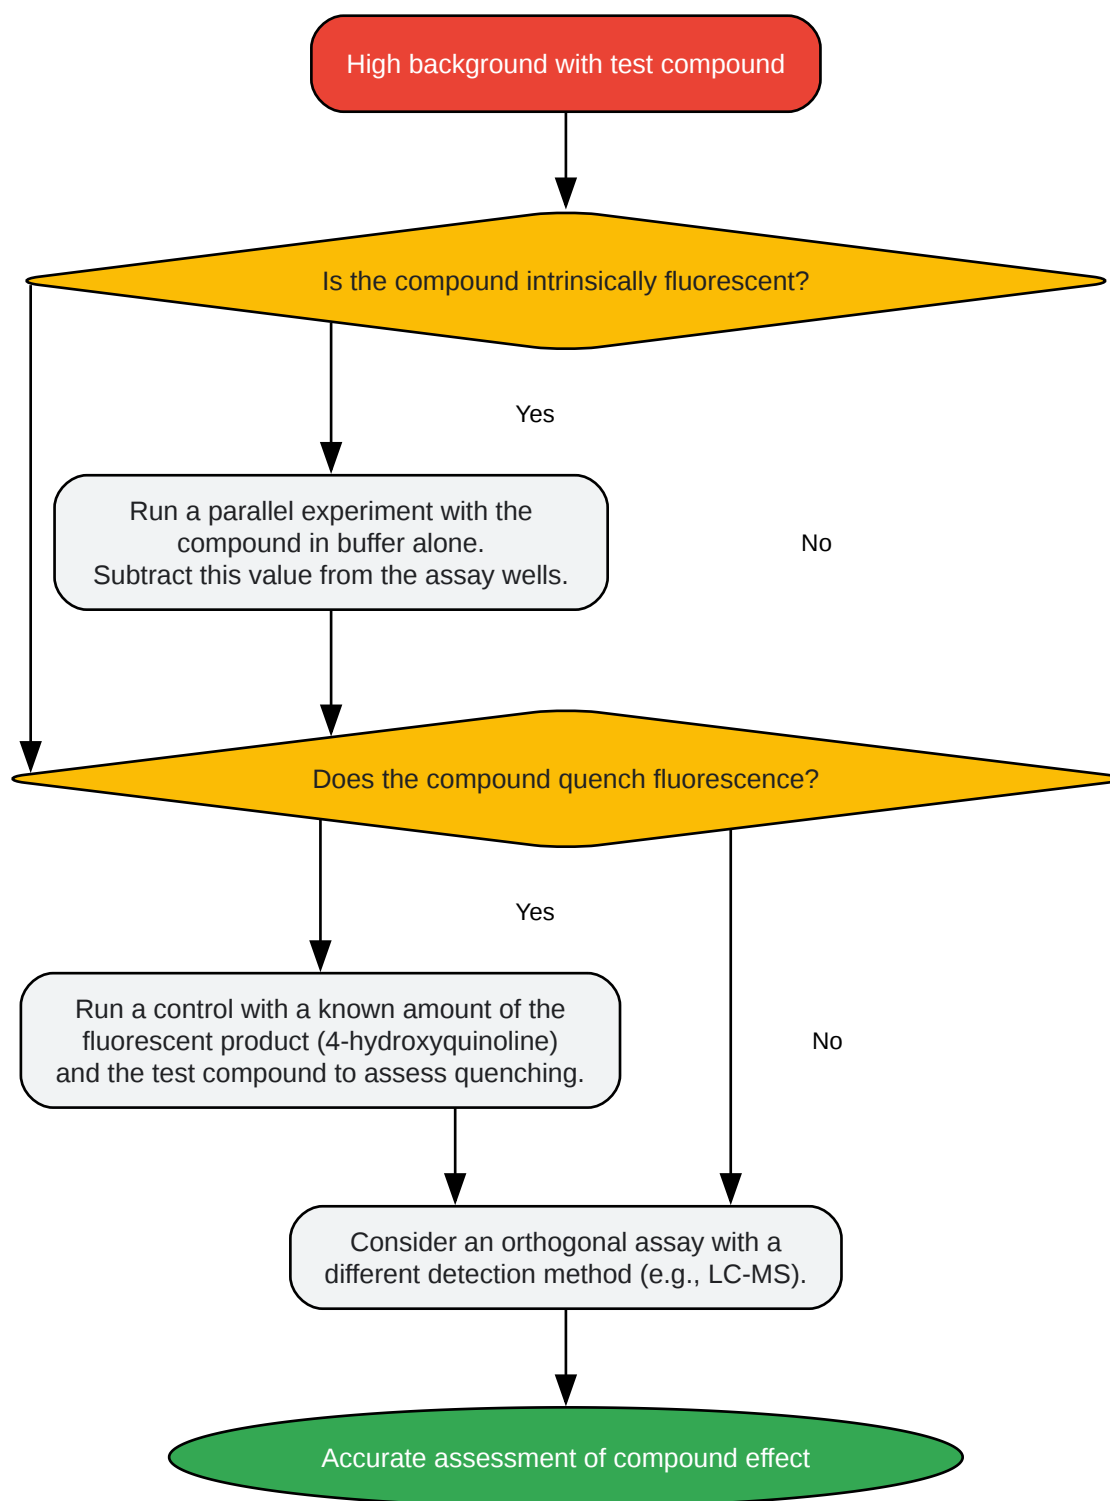 High background with test compound
Is the compound intrinsically fluorescent?
Yes
Run a parallel experiment with the
compound in buffer alone.
Subtract this value from the assay wells.
No
Does the compound quench fluorescence?
Yes
Run a control with a known amount of the
fluorescent product (4-hydroxyquinoline)
and the test compound to assess quenching.
No
Consider an orthogonal assay with a
different detection method (e.g., LC-MS).
Accurate assessment of compound effect